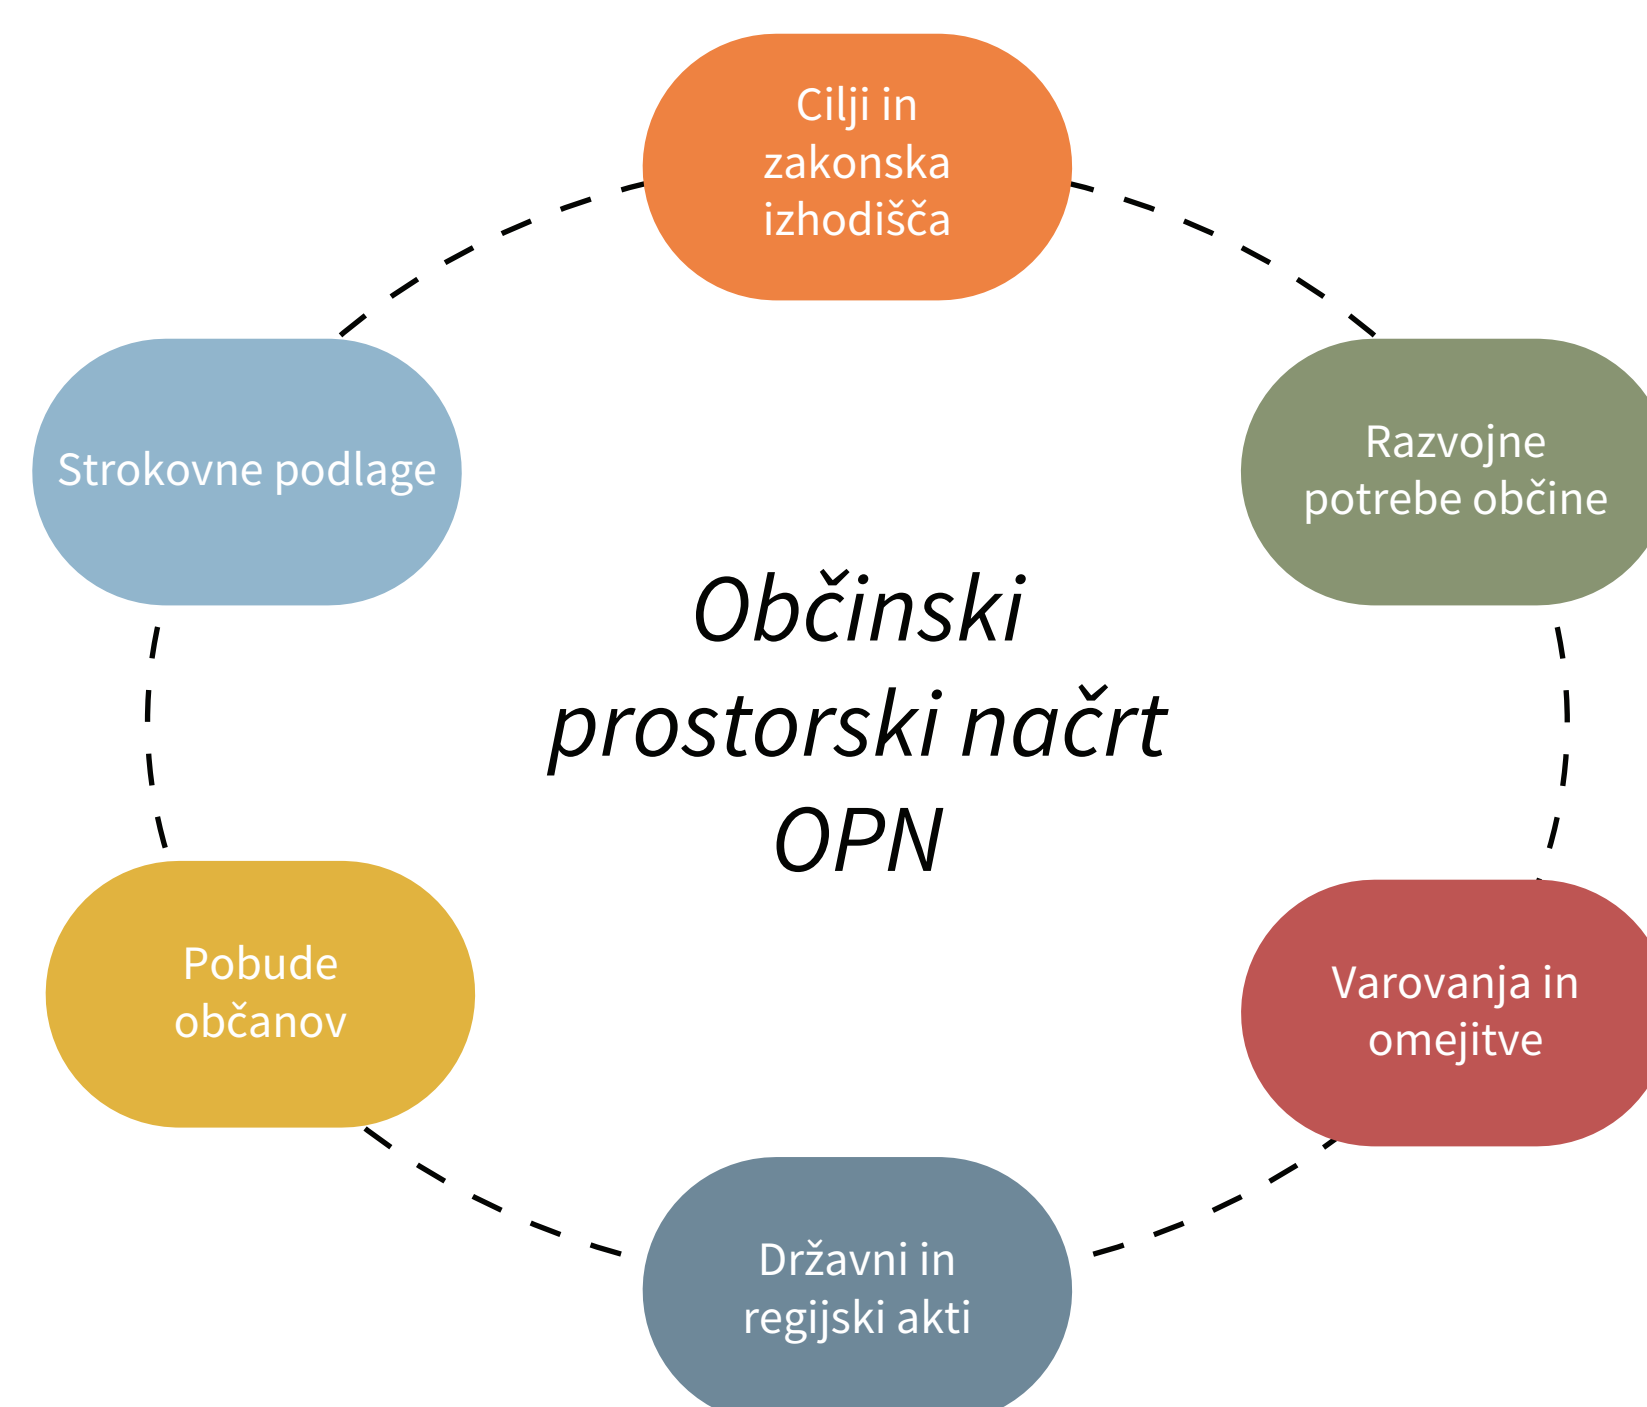 Cilji in
zakonska
izhodišča
Strokovne podlage
Razvojne
potrebe občine
Občinski
prostorski načrt
OPN
Pobude
občanov
Varovanja in
omejitve
Državni in
regijski akti